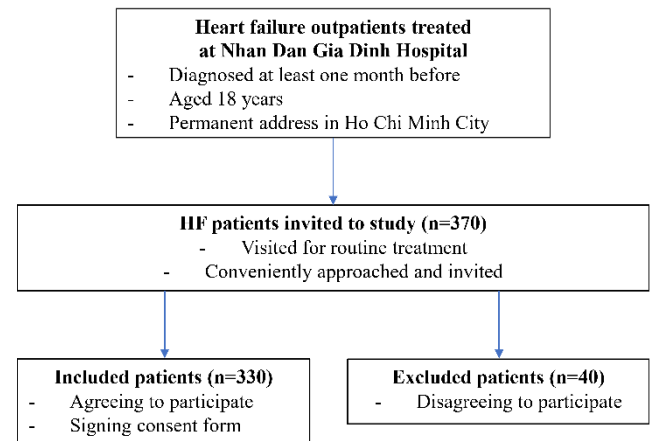 Heart failure outpatients treated
at Nhan Dan Gia Dinh Hospital
- Diagnosed at least one month before
- Aged 18 years
- Permanent address in Ho Chi Minh City
HF patients invited to study (n=370)
- Visited for routine treatment
- Conveniently approached and invited
Included patients (n=330)
- Agreeing to participate
- Signing consent form
Excluded patients (n=40)
- Disagreeing to participate